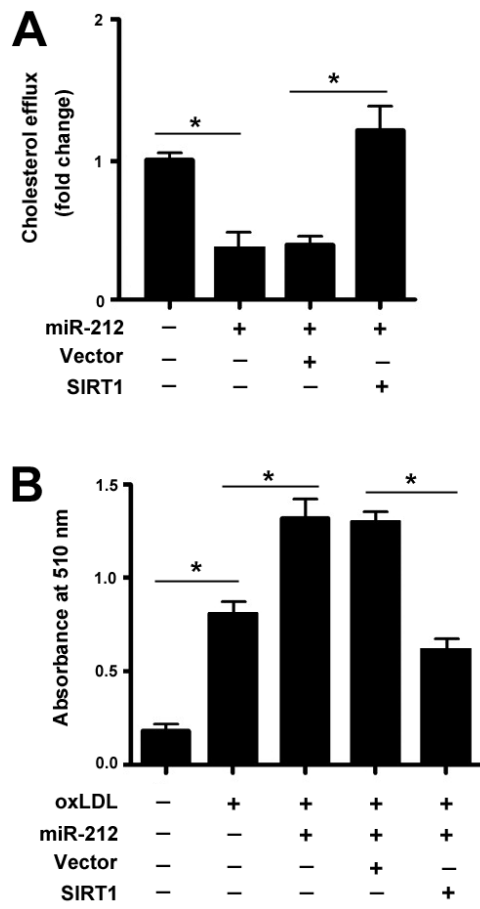 A
Cholesterol efflux
(fold change)
2
1
0
*
*
miR-212 – + + +
Vector – – + –
SIRT1 – – – +
B
Absorbance at 510 nm
1.5
1.0
0.5
0.0
*
*
*
oxLDL – + + + +
miR-212 – – + + +
Vector – – – + –
SIRT1 – – – – +